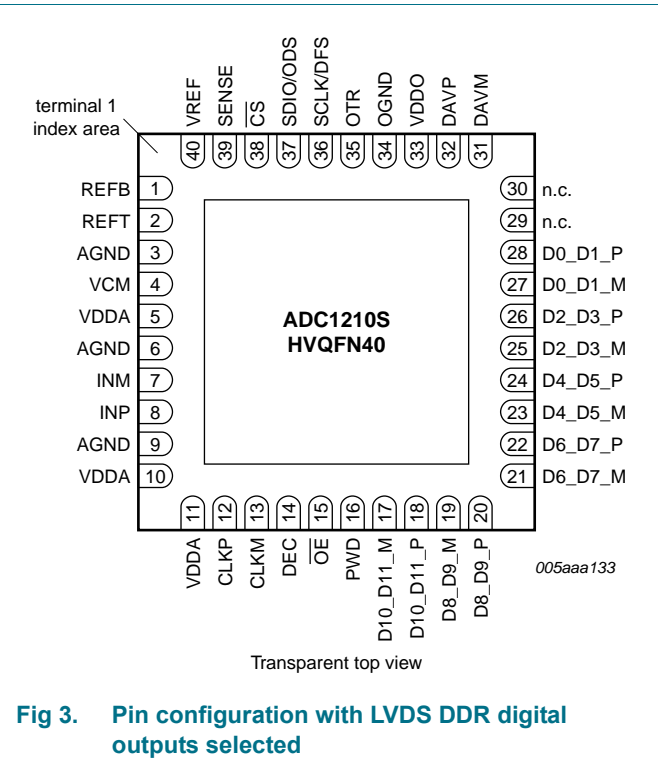 VREF
SENSE
CS
SDIO/ODS
SCLK/DFS
OTR
OGND
VDDO
DAVP
DAVM
terminal 1
index area
40
39
38
37
36
35
34
33
32
31
REFB 1
REFT 2
AGND 3
VCM 4
VDDA 5
AGND 6
INM 7
INP 8
AGND 9
VDDA 10
30 n.c.
29 n.c.
28 D0_D1_P
27 D0_D1_M
26 D2_D3_P
25 D2_D3_M
24 D4_D5_P
23 D4_D5_M
22 D6_D7_P
21 D6_D7_M
ADC1210S
HVQFN40
11
12
13
14
15
16
17
18
19
20
VDDA
CLKP
CLKM
DEC
OE
PWD
D10_D11_M
D10_D11_P
D8_D9_M
D8_D9_P
005aaa133
Transparent top view
Fig 3. Pin configuration with LVDS DDR digital
outputs selected